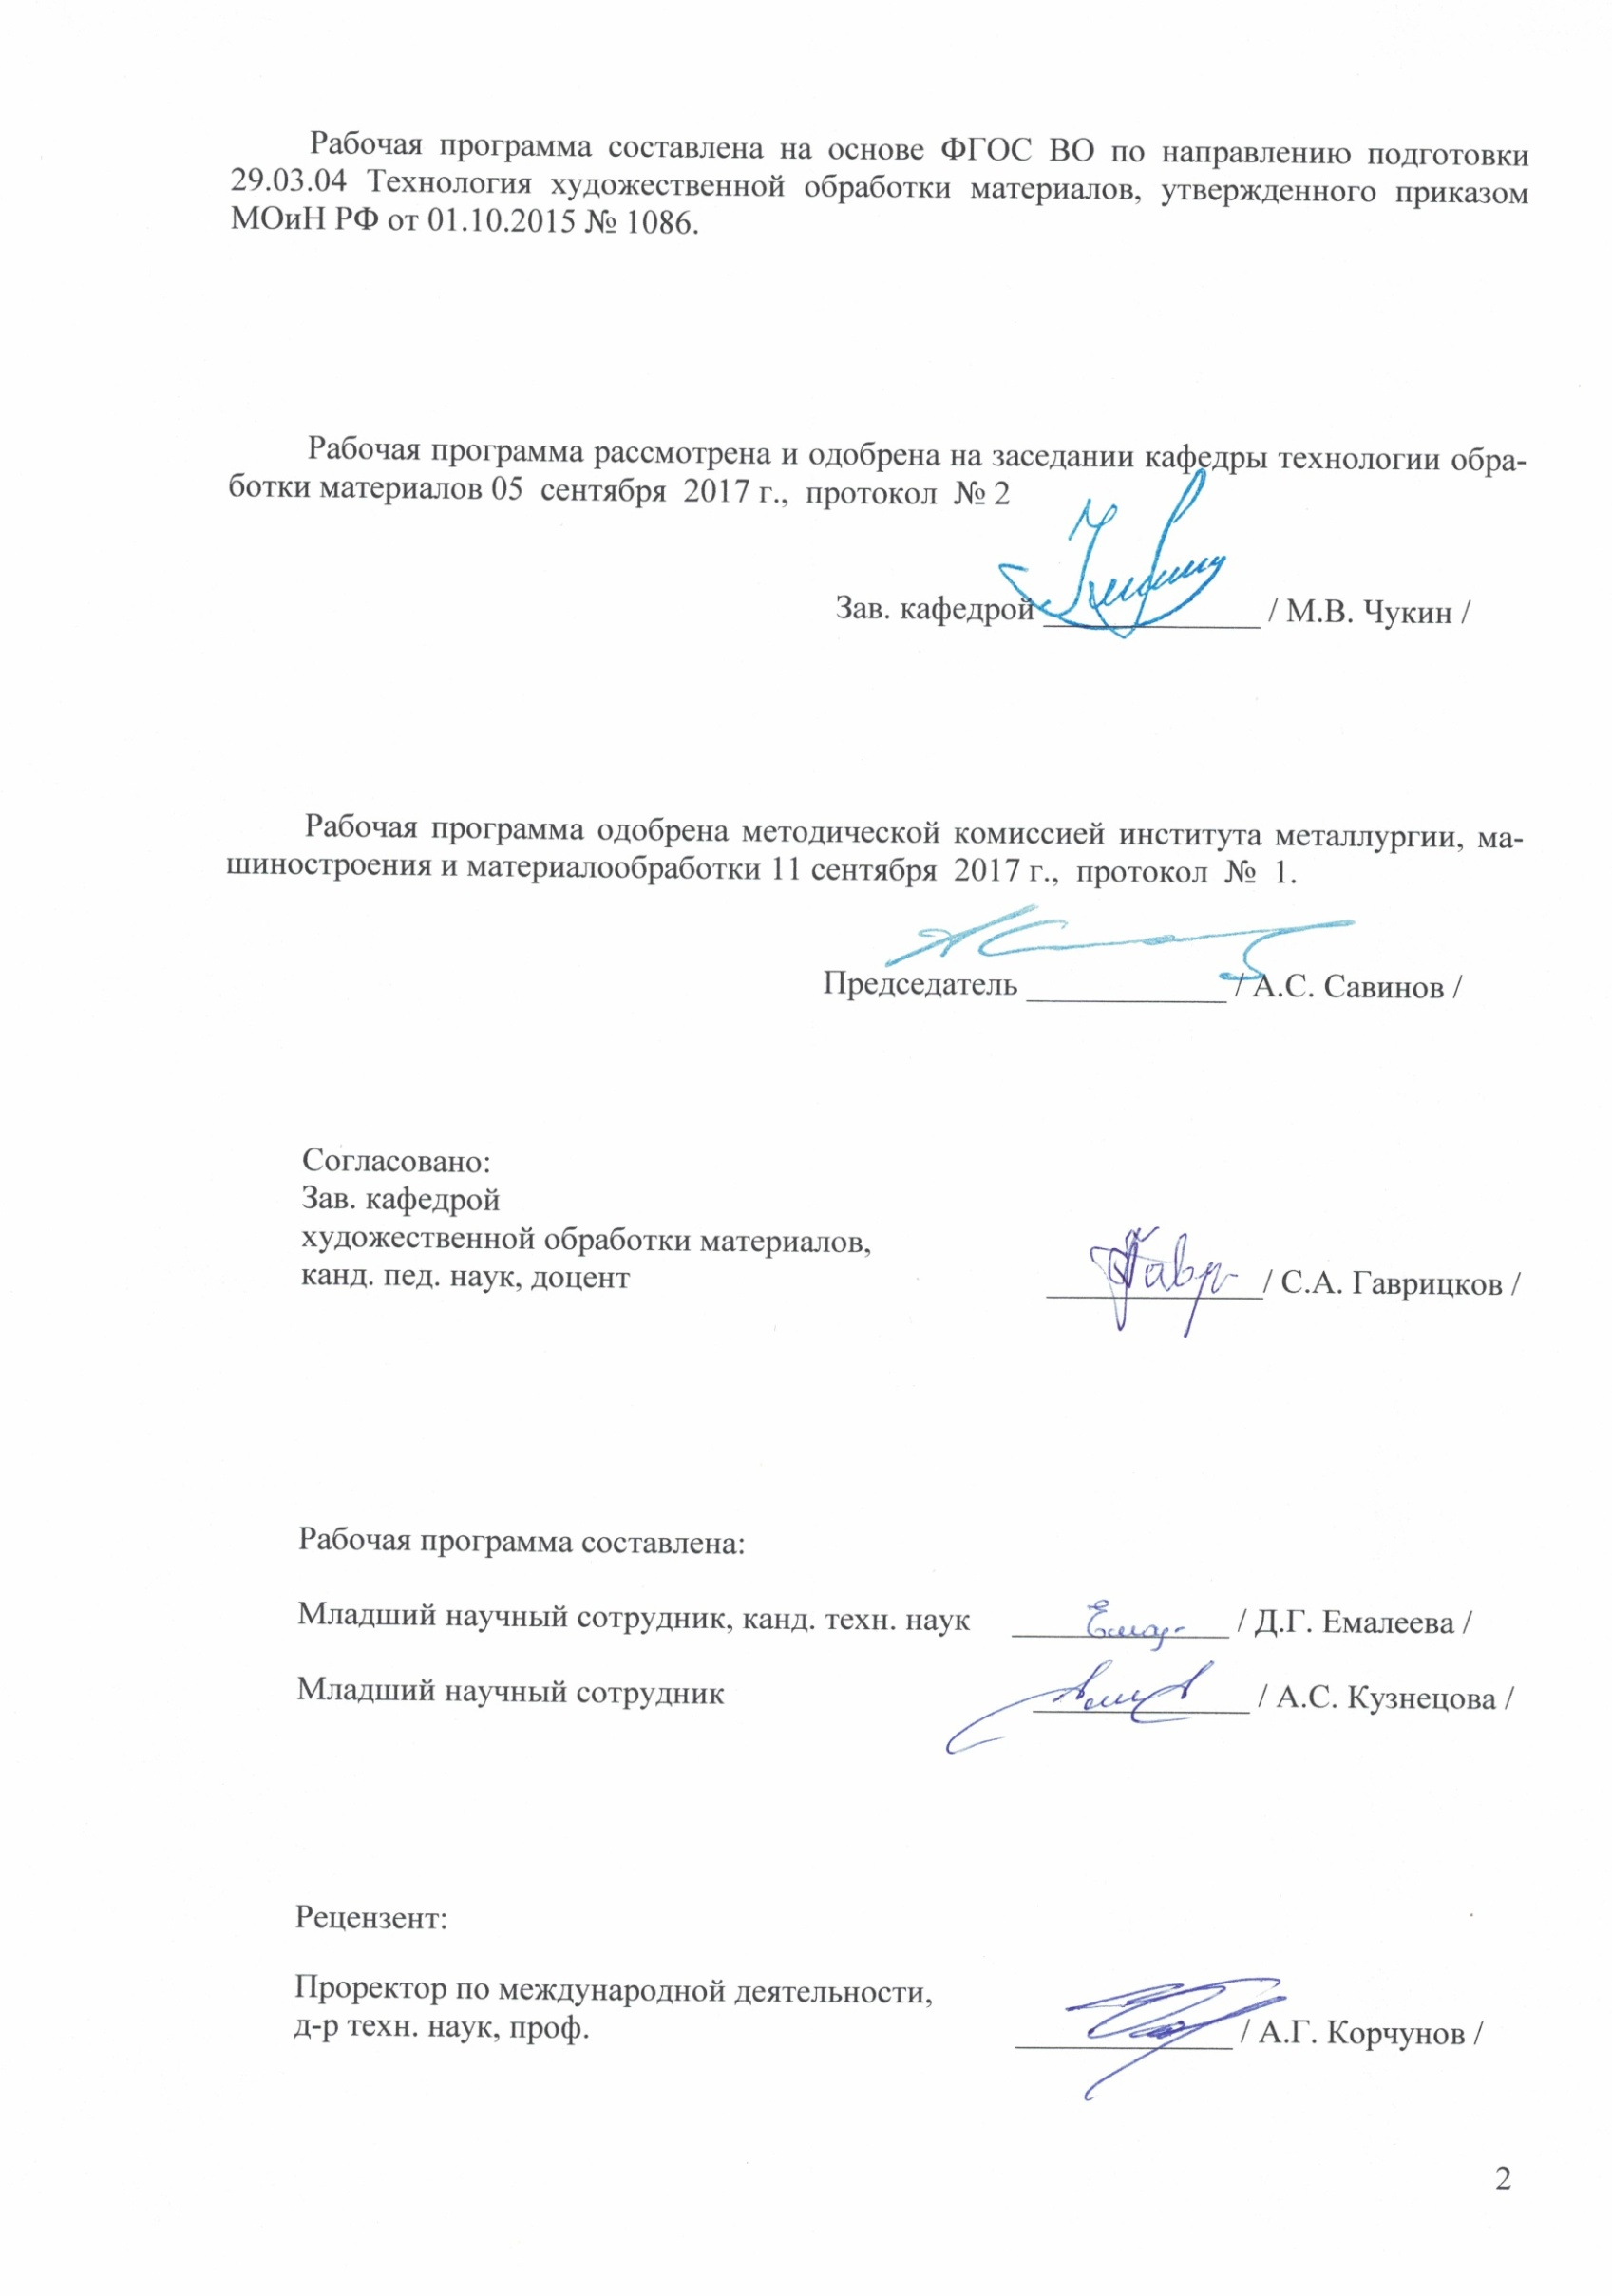 Рабочая программа составлена на основе ФГОС ВО по направлению подготовки
29.03.04 Технология художественной обработки материалов, утвержденного приказом
МОиН РФ от 01.10.2015 № 1086.
Рабочая программа рассмотрена и одобрена на заседании кафедры технологии обра-
ботки материалов 05 сентября 2017 г., протокол № 2
Зав. кафедрой _____________ / М.В. Чукин /
Рабочая программа одобрена методической комиссией института металлургии, ма-
шиностроения и материалообработки 11 сентября 2017 г., протокол № 1.
Председатель ____________ / А.С. Савинов /
Согласовано:
Зав. кафедрой
художественной обработки материалов,
канд. пед. наук, доцент _____________/ С.А. Гаврицков /
Рабочая программа составлена:
Младший научный сотрудник, канд. техн. наук _____________ / Д.Г. Емалеева /
Младший научный сотрудник _____________ / А.С. Кузнецова /
Рецензент:
Проректор по международной деятельности,
д-р техн. наук, проф. _____________ / А.Г. Корчунов /
2